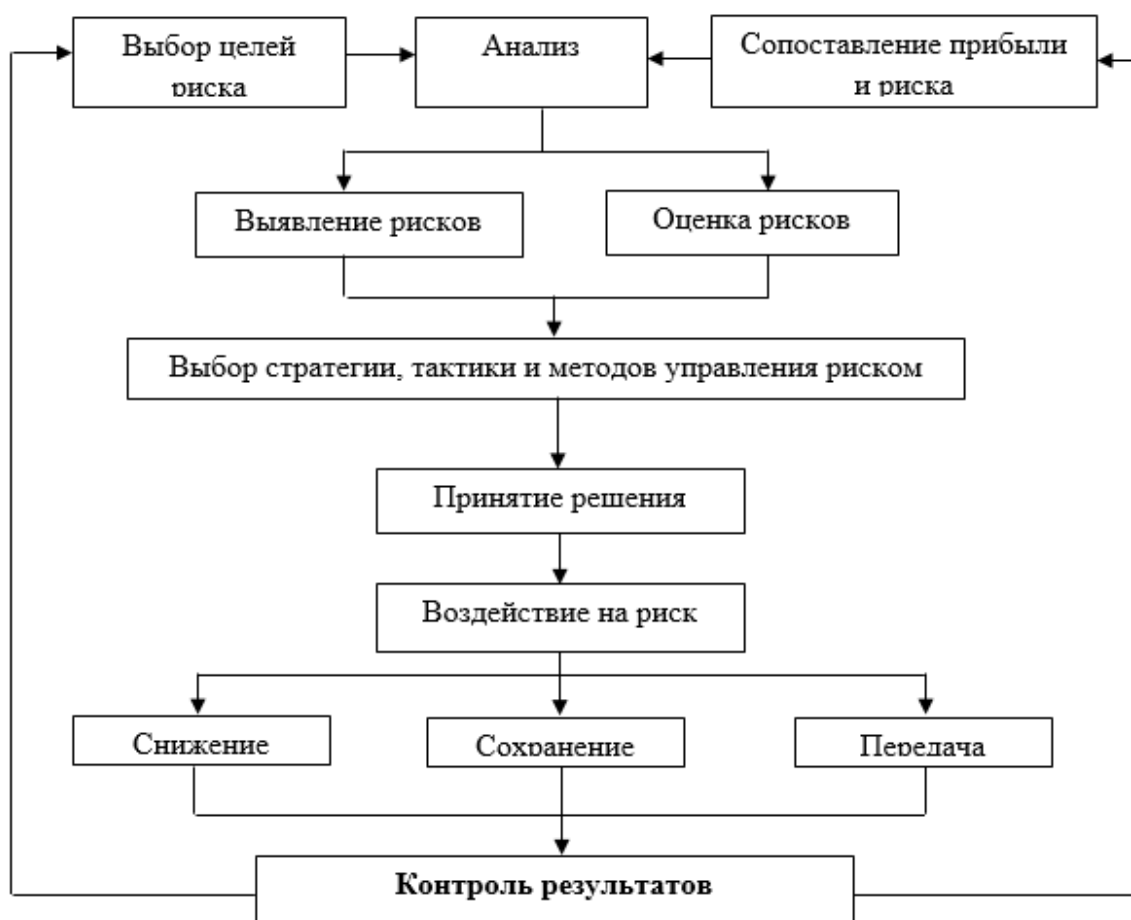 Выбор целей
риска
Анализ
Сопоставление прибыли
и риска
Выявление рисков
Оценка рисков
Выбор стратегии, тактики и методов управления риском
Принятие решения
Воздействие на риск
Снижение
Сохранение
Передача
Контроль результатов